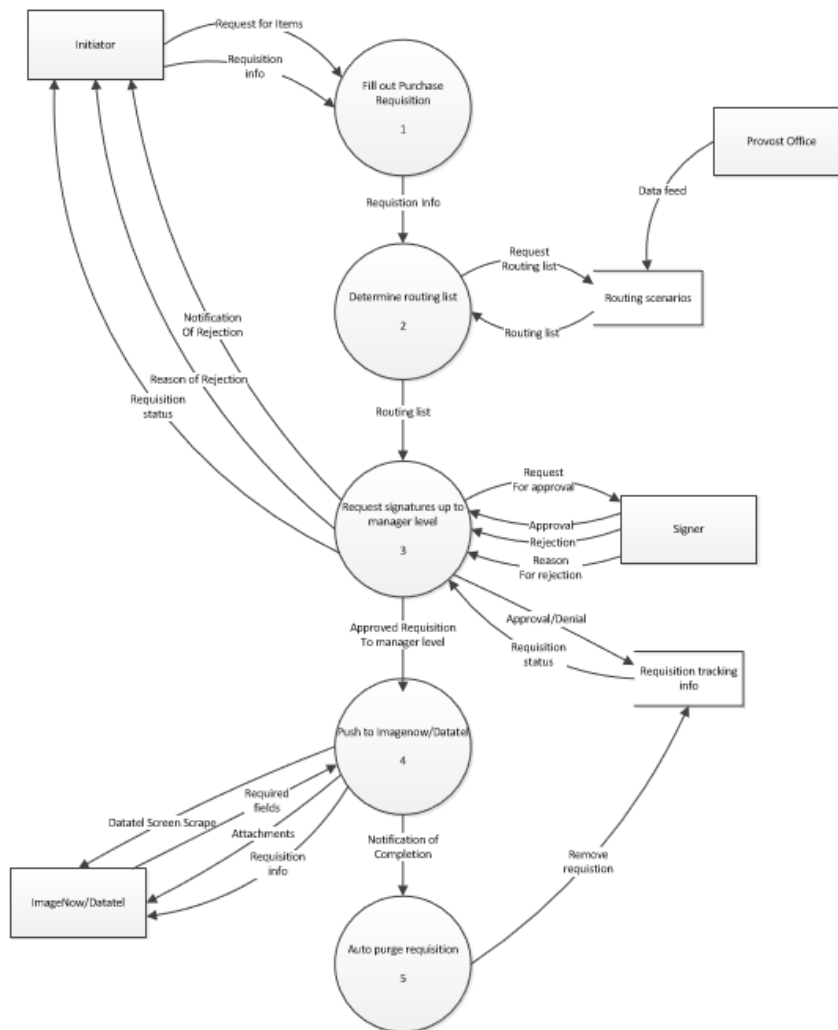 Initiator
Request for Items
Requisition
info
Fill out Purchase
Requisition
1
Provost Office
Data feed
Requistion Info
Request
Routing list
Determine routing list
2
Routing scenarios
Routing list
Notification
Of Rejection
Reason of Rejection
Requisition
status
Routing list
Request signatures up to
manager level
3
Request
For approval
Approval
Rejection
Reason
For rejection
Signer
Approval/Denial
Requisition
status
Requisition tracking
info
Approved Requisition
To manager level
Push to Imagenow/Datatel
4
Required
fields
Datatel Screen Scrape
Attachments
Requisition
info
ImageNow/Datatel
Notification of
Completion
Remove
requistion
Auto purge requisition
5